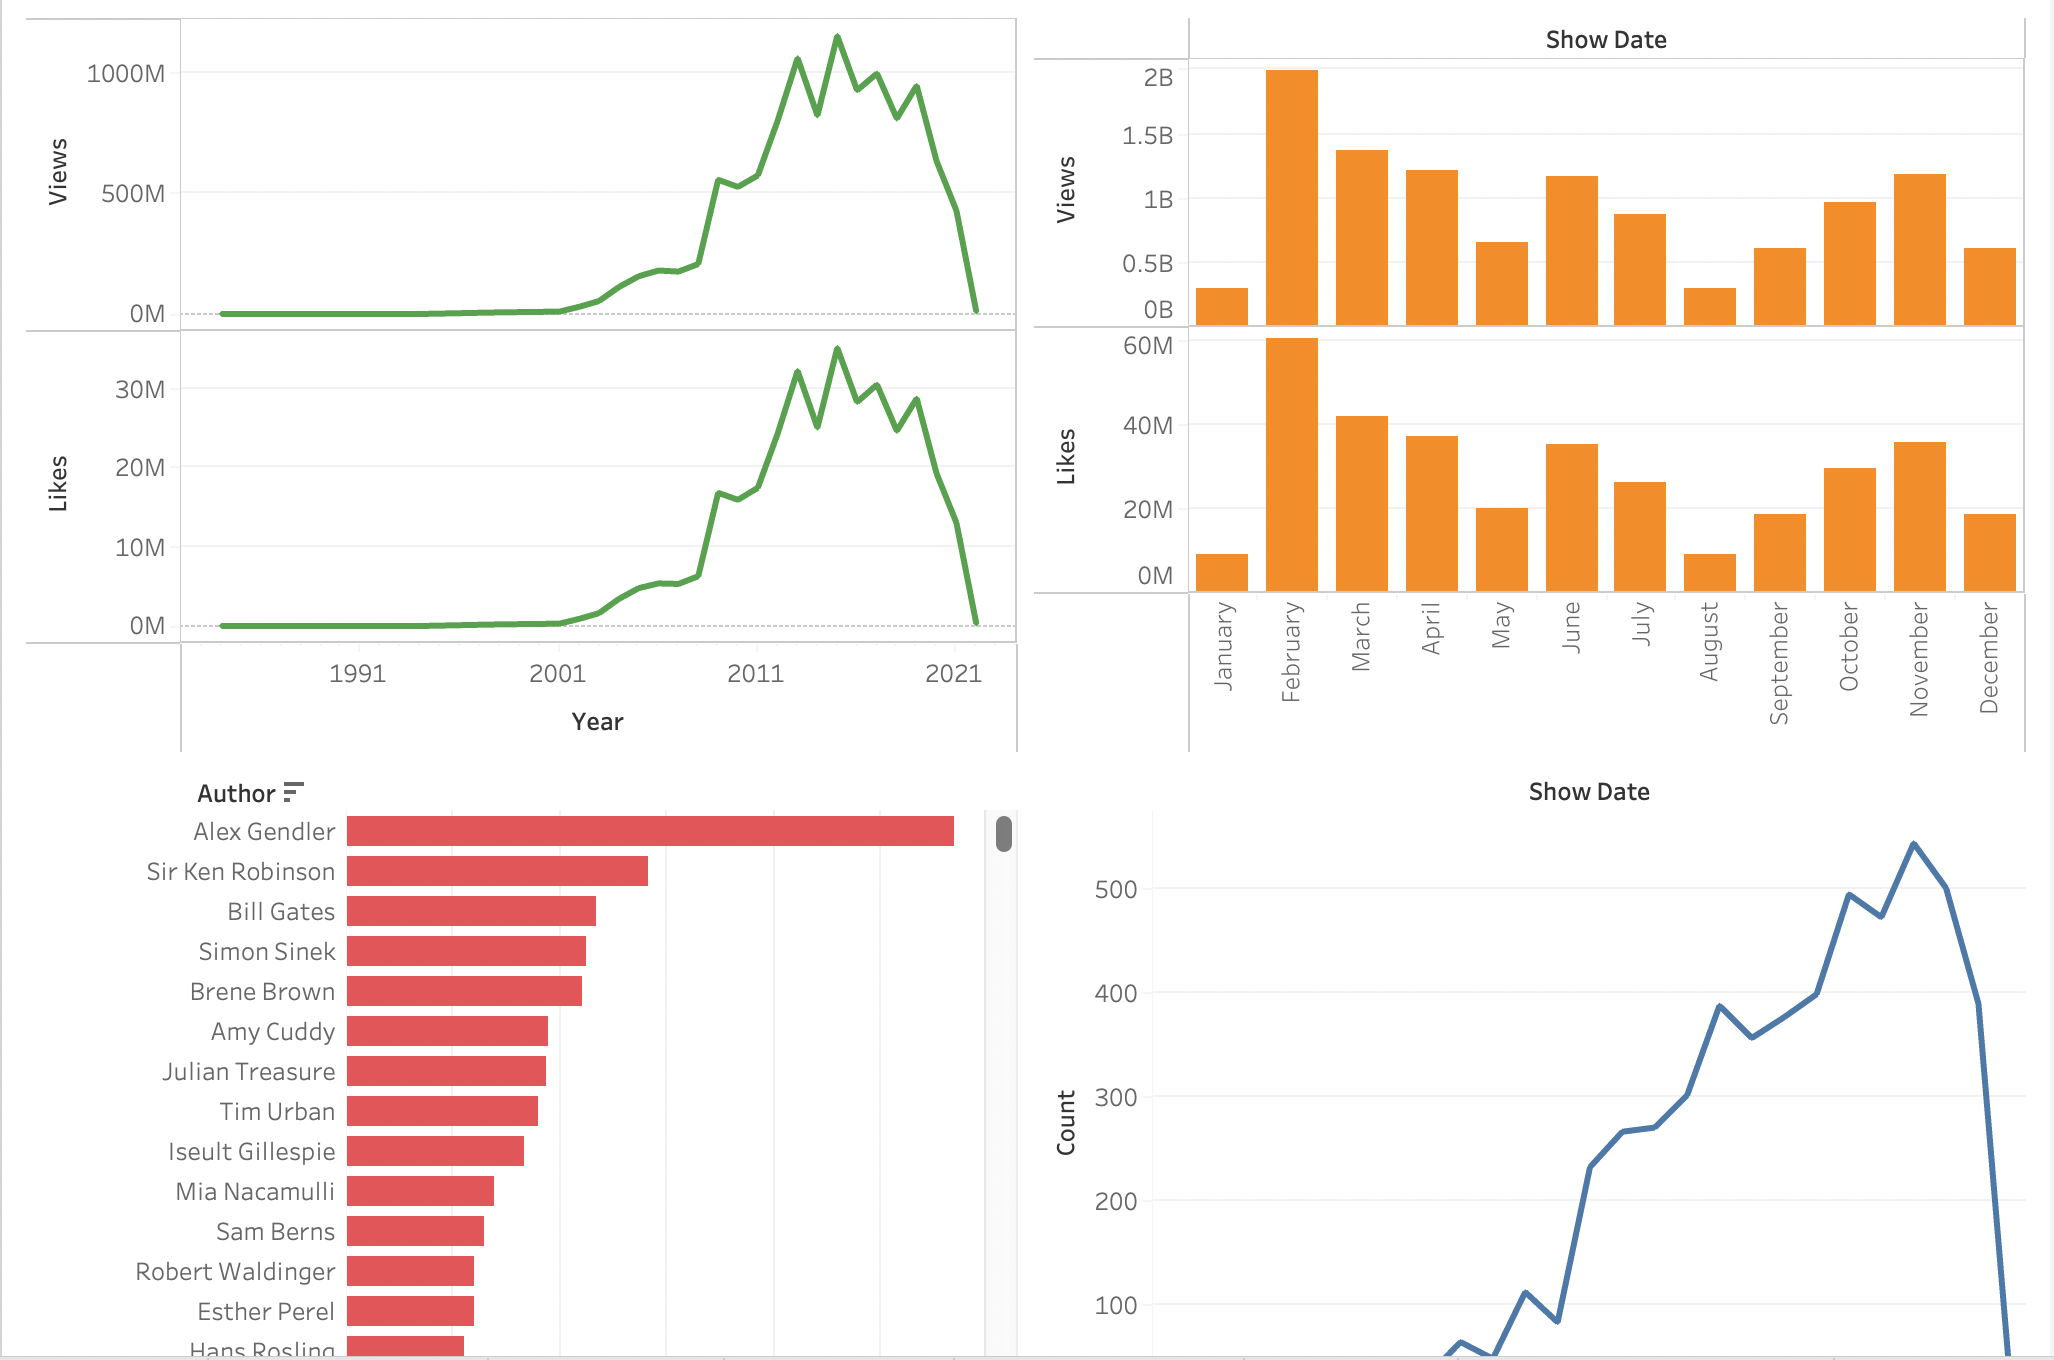 Views
1000M
500M
0M
Likes
30M
20M
10M
0M
1991
2001
2011
2021
Year
Show Date
Views
2B
1.5B
1B
0.5B
0B
Likes
60M
40M
20M
0M
January
February
March
April
May
June
July
August
September
October
November
December
Author
Alex Gendler
Sir Ken Robinson
Bill Gates
Simon Sinek
Brene Brown
Amy Cuddy
Julian Treasure
Tim Urban
Iseult Gillespie
Mia Nacamulli
Sam Berns
Robert Waldinger
Esther Perel
Hans Rosling
Show Date
Count
500
400
300
200
100